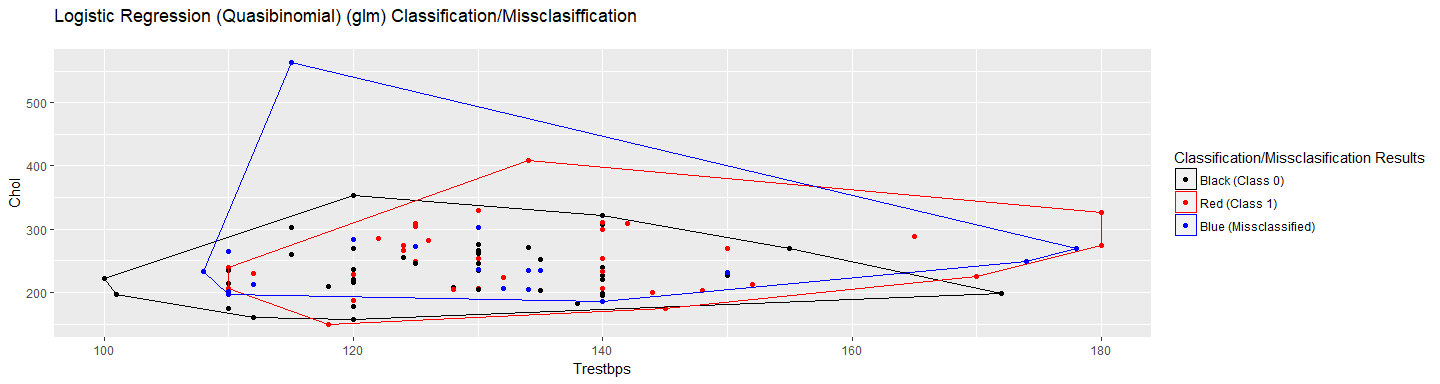 Logistic Regression (Quasibinomial) (glm) Classification/Missclasiffication
Chol
500
400
300
200
100
120
140
160
180
Trestbps
Classification/Missclasification Results
Black (Class 0)
Red (Class 1)
Blue (Missclassified)